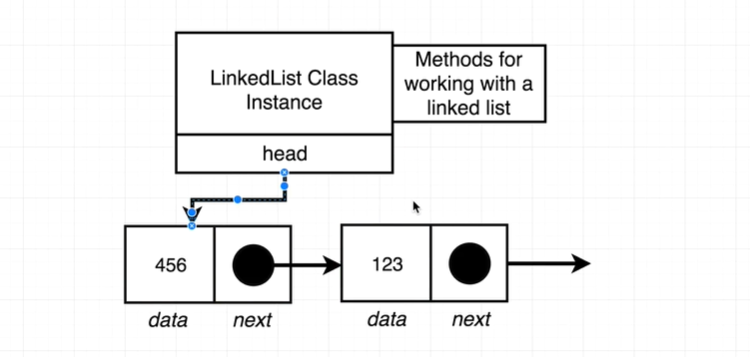 LinkedList Class
Instance
Methods for
working with a
linked list
head
456
123
data
next
data
next